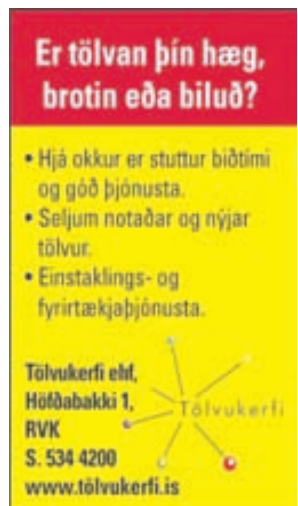 Er tölvan þín hæg,
brotin eða biluð?
• Hjá okkur er stuttur biðtími
og góð þjónusta.
• Seljum notaðar og nýjar
tölvur.
• Einstaklings- og
fyrirtækjaþjónusta.
Tölvukerfi ehf,
Höfðabakki 1,
RVK
S. 534 4200
www.tölvukerfi.is
Tölvukerfi